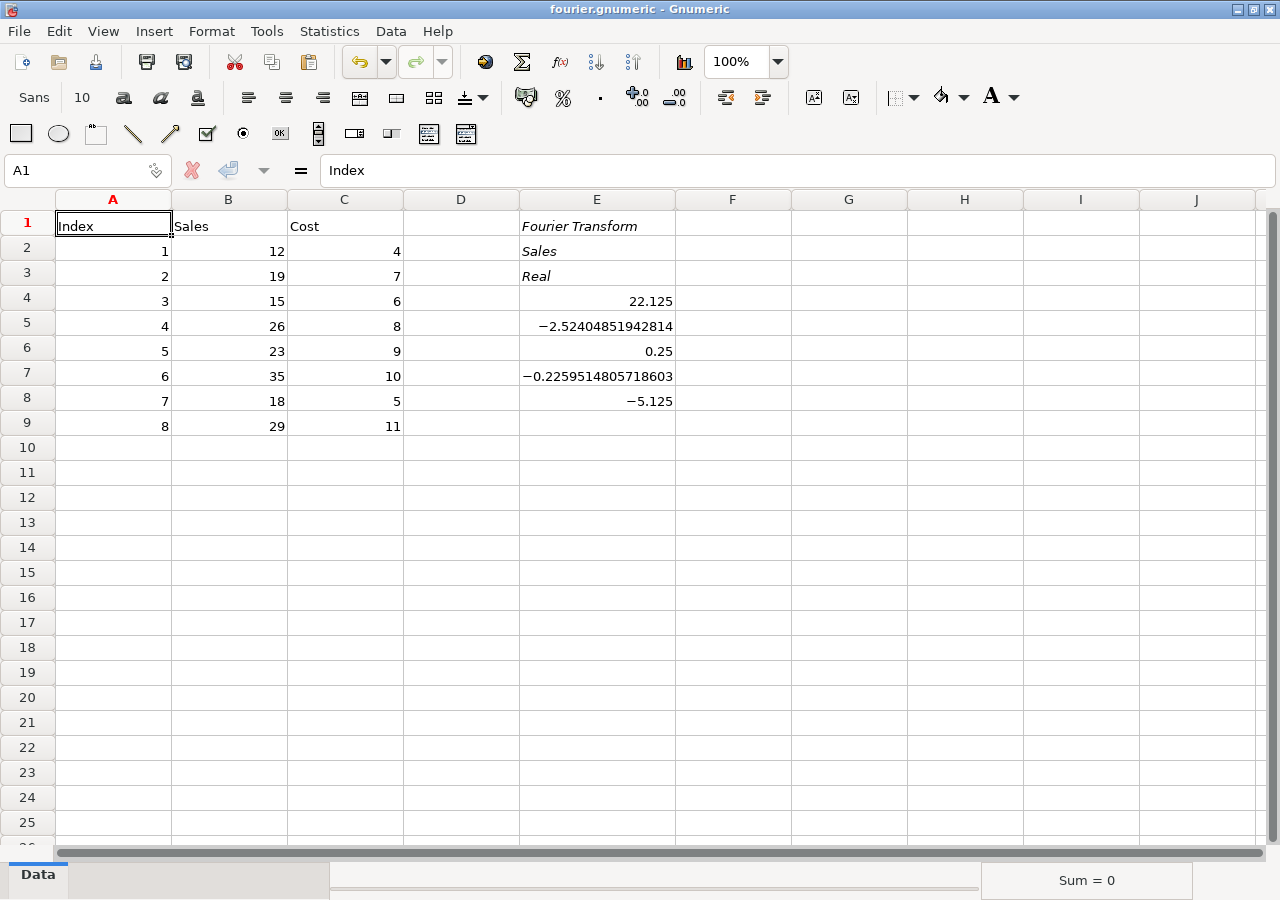 fourier.gnumeric - Gnumeric
File Edit View Insert Format Tools Statistics Data Help
100%
Sans 10
A1 Index
A B C D E F G H I J
1 Index Sales Cost Fourier Transform
2 1 12 4 Sales
3 2 19 7 Real
4 3 15 6 22.125
5 4 26 8 −2.52404851942814
6 5 23 9 0.25
7 6 35 10 −0.2259514805718603
8 7 18 5 −5.125
9 8 29 11
10
11
12
13
14
15
16
17
18
19
20
21
22
23
24
25
Data Sum = 0